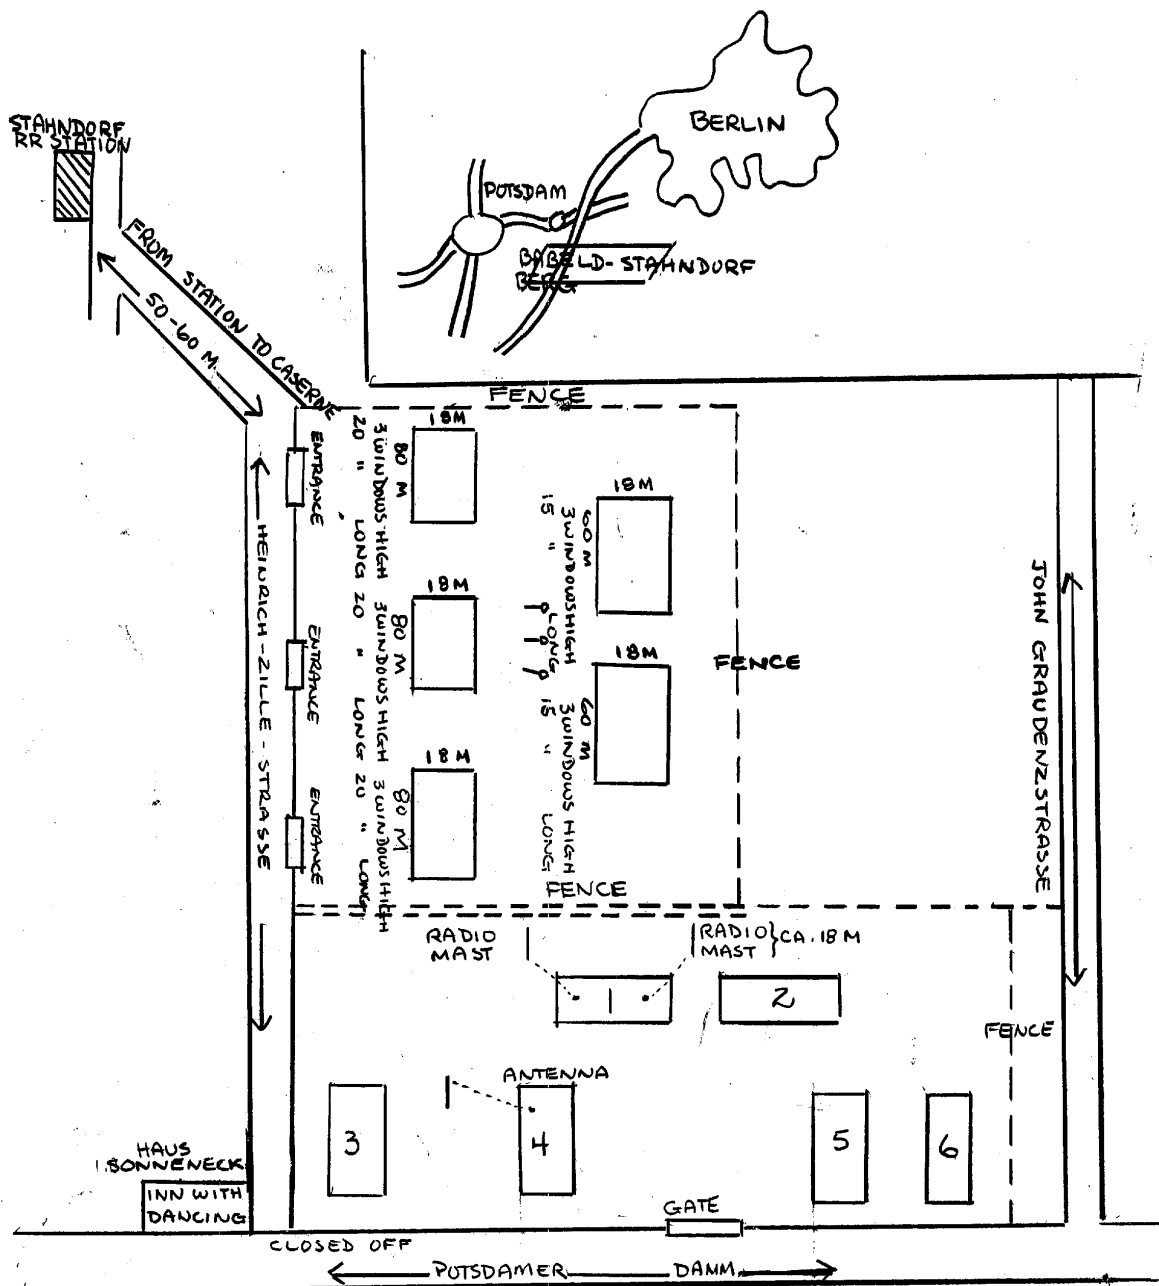 BERLIN
STAHNDORF
RR STATION
POTSDAM
BABELD-STAHNDORF
BERG
FROM STATION TO CASERNE
50-60 M
FENCE
18M
80 M
3 WINDOWS HIGH
20 " LONG
ENTRANCE
18M
60 M
3 WINDOWS HIGH
15 " LONG
18M
80 M
3 WINDOWS HIGH
20 " LONG
ENTRANCE
18M
60 M
3 WINDOWS HIGH
15 " LONG
FENCE
18M
80 M
3 WINDOWS HIGH
20 " LONG
ENTRANCE
HEINRICH-ZILLE-STRASSE
JOHN GRAUDENZSTRASSE
FENCE
RADIO
MAST
RADIO
MAST } CA. 18 M
1
2
FENCE
ANTENNA
3
4
5
6
HAUS
SONNENECK
INN WITH
DANCING
GATE
CLOSED OFF
POTSDAMER DAMM